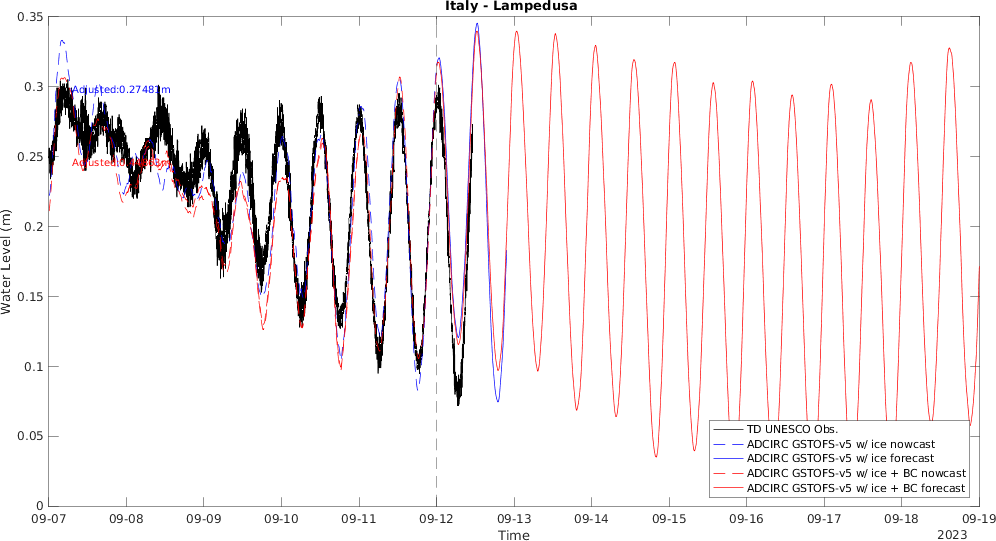 Italy - Lampedusa
0.35
0.3
0.25
0.2
0.15
0.1
0.05
0
Water Level (m)
Adjusted:0.27482m
TD UNESCO Obs.
ADCIRC GSTOFS-v5 w/ ice nowcast
ADCIRC GSTOFS-v5 w/ ice forecast
ADCIRC GSTOFS-v5 w/ ice + BC nowcast
ADCIRC GSTOFS-v5 w/ ice + BC forecast
09-07 09-08 09-09 09-10 09-11 09-12 09-13 09-14 09-15 09-16 09-17 09-18 09-19
Time
2023